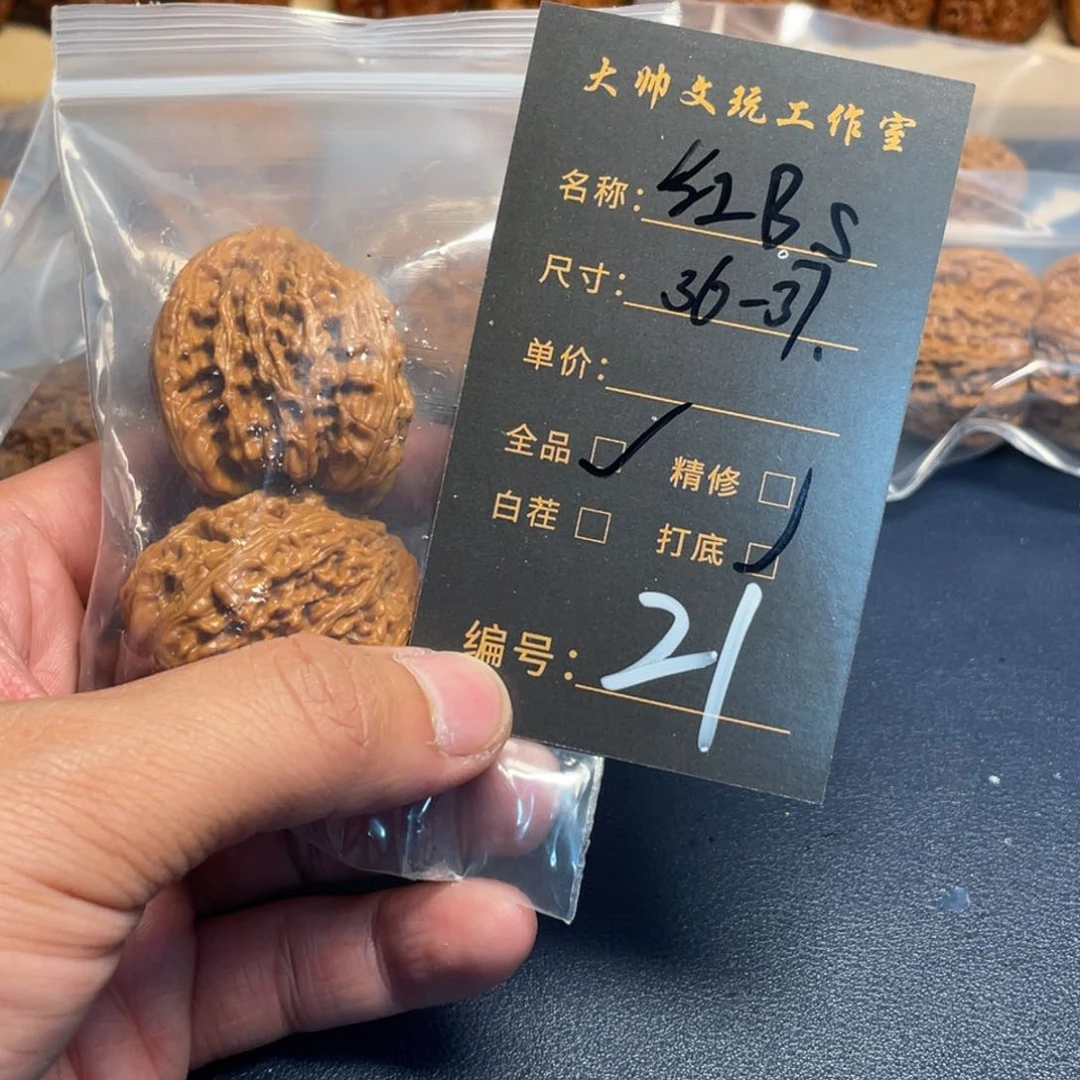 大帅文玩工作室
名称：红BS
尺寸：36-37.
单价：
全品 精修
白茬 打底
编号：21